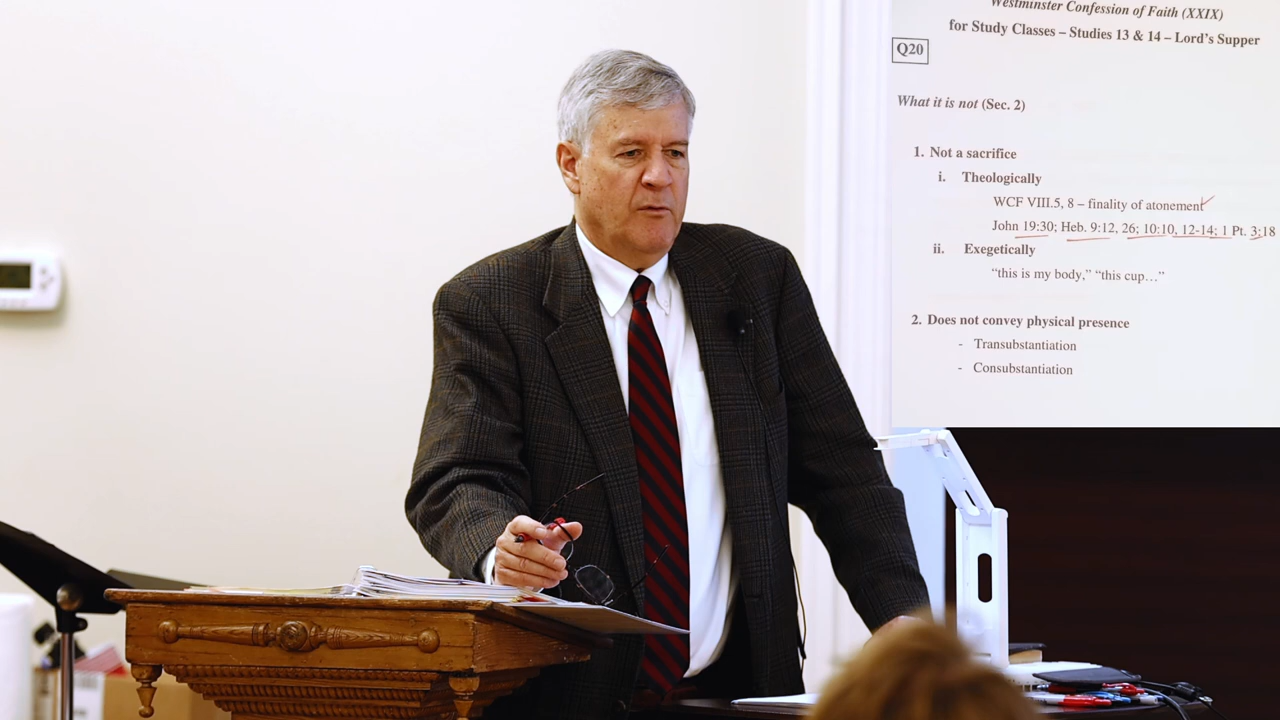 Westminster Confession of Faith (XXIX)
for Study Classes – Studies 13 & 14 – Lord's Supper
Q20
What it is not (Sec. 2)
1. Not a sacrifice
i. Theologically
WCF VIII.5, 8 – finality of atonement
John 19:30; Heb. 9:12, 26; 10:10, 12-14; 1 Pt. 3:18
ii. Exegetically
“this is my body,” “this cup…”
2. Does not convey physical presence
- Transubstantiation
- Consubstantiation